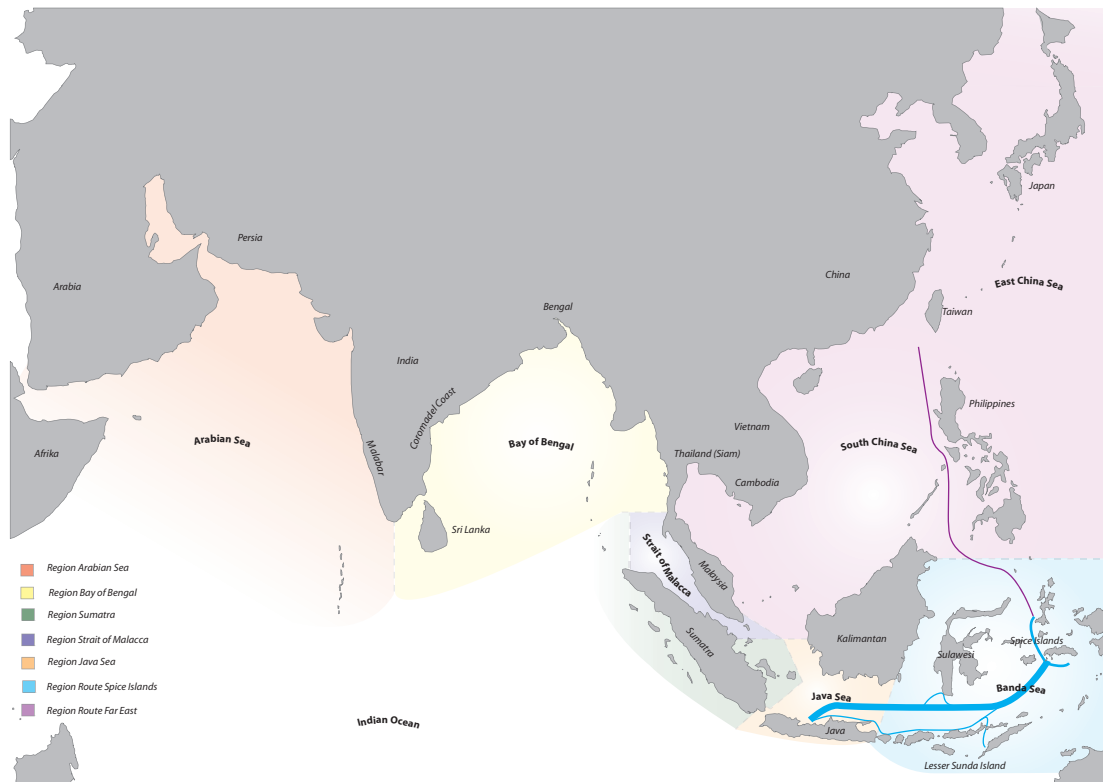 Japan
Persia
China
East China Sea
Arabia
Bengal
Taiwan
India
Coromadel Coast
Philippines
Arabian Sea
Bay of Bengal
Vietnam
South China Sea
Afrika
Malabar
Thailand (Siam)
Cambodia
Sri Lanka
Strait of Malacca
Malaysia
Region Arabian Sea
Region Bay of Bengal
Region Sumatra
Region Strait of Malacca
Region Java Sea
Region Route Spice Islands
Region Route Far East
Sumatra
Kalimantan
Spice Islands
Sulawesi
Banda Sea
Java Sea
Indian Ocean
Java
Lesser Sunda Island